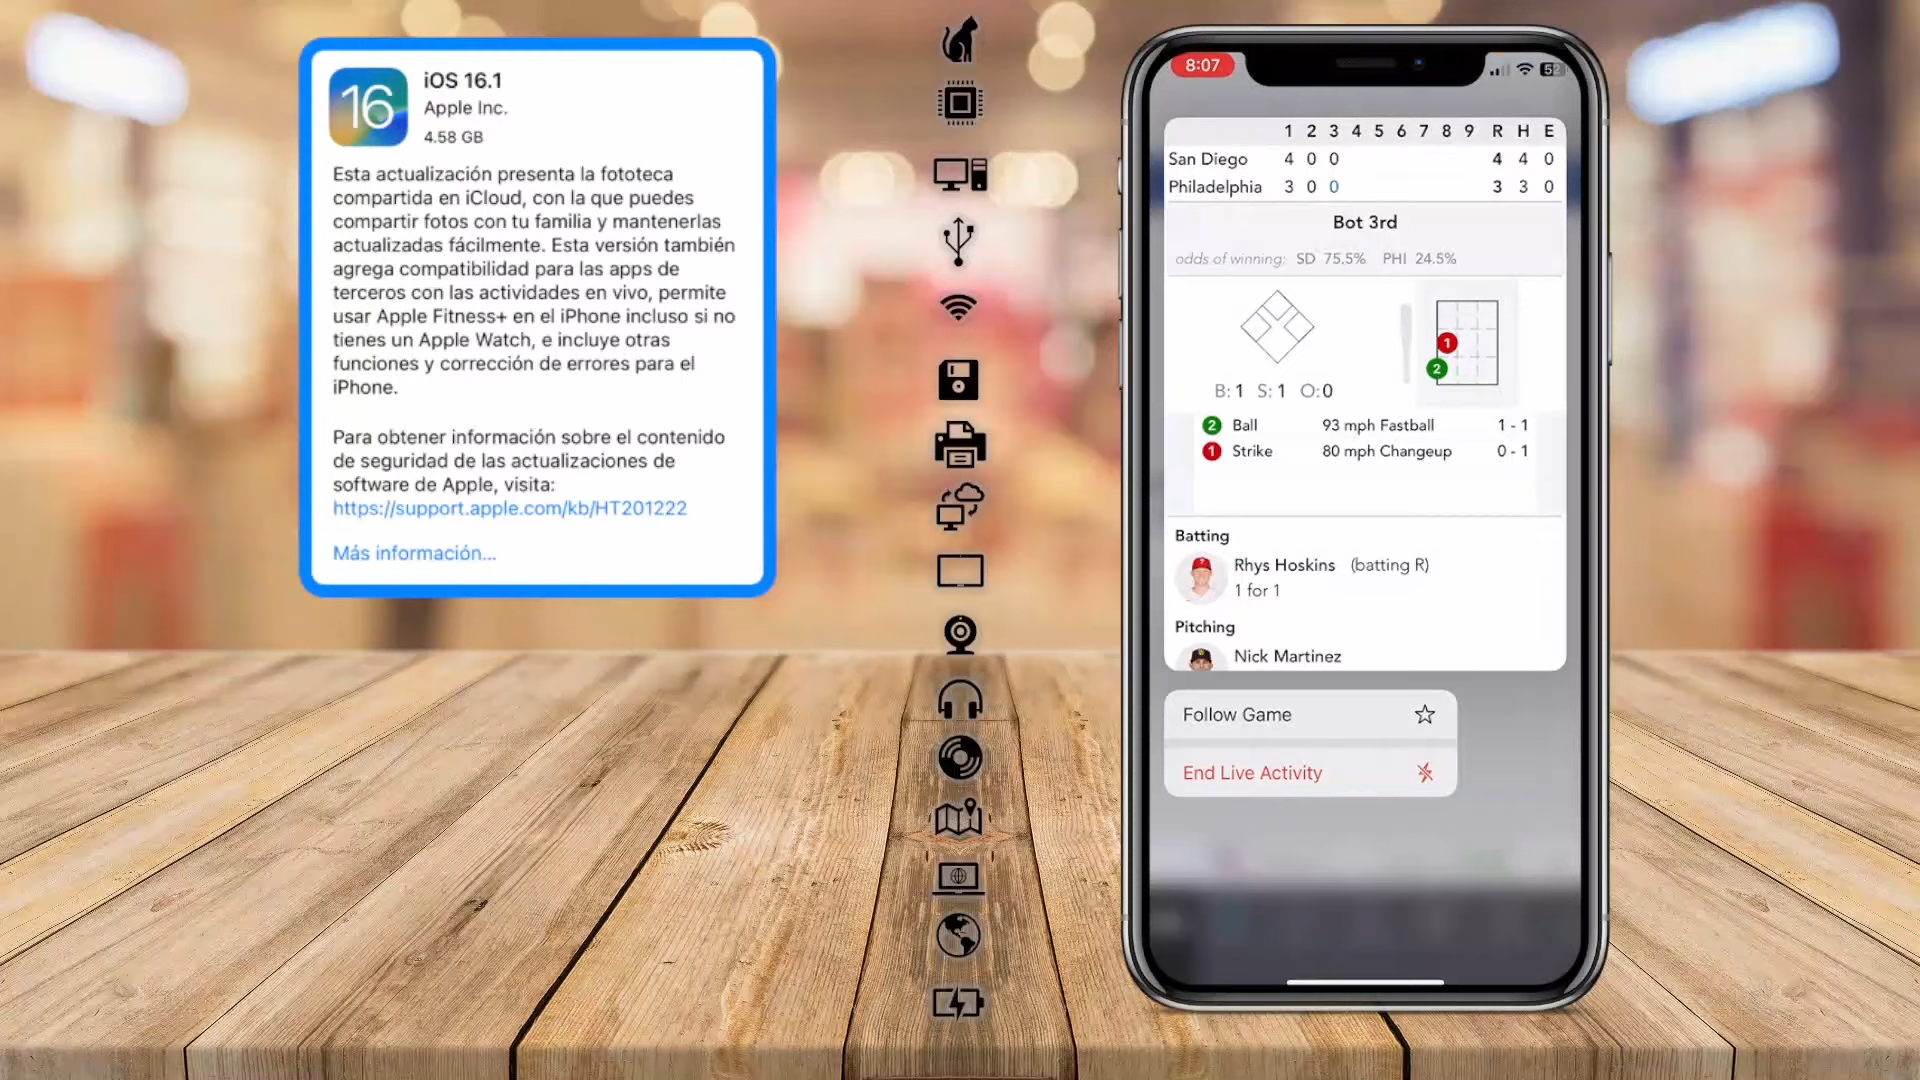 16
iOS 16.1
Apple Inc.
4.58 GB
Esta actualización presenta la fototeca
compartida en iCloud, con la que puedes
compartir fotos con tu familia y mantenerlas
actualizadas fácilmente. Esta versión también
agrega compatibilidad para las apps de
terceros con las actividades en vivo, permite
usar Apple Fitness+ en el iPhone incluso si no
tienes un Apple Watch, e incluye otras
funciones y corrección de errores para el
iPhone.
Para obtener información sobre el contenido
de seguridad de las actualizaciones de
software de Apple, visita:
https://support.apple.com/kb/HT201222
Más información...
8:07
52
1 2 3 4 5 6 7 8 9 R H E
San Diego 4 0 0 4 4 0
Philadelphia 3 0 0 3 3 0
Bot 3rd
odds of winning: SD 75.5% PHI 24.5%
1
2
B: 1 S: 1 O: 0
2 Ball 93 mph Fastball 1 - 1
1 Strike 80 mph Changeup 0 - 1
Batting
Rhys Hoskins (batting R)
1 for 1
Pitching
Nick Martinez
Follow Game
End Live Activity